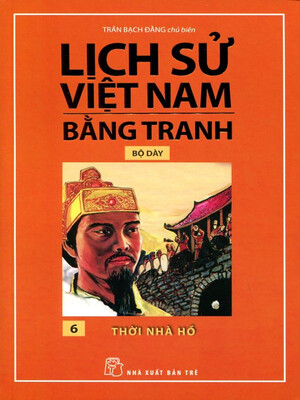 TRẦN BẠCH ĐẰNG chủ biên
LỊCH SỬ
VIỆT NAM
BẰNG TRANH
BỘ DÀY
6
THỜI NHÀ HỒ
NHÀ XUẤT BẢN TRẺ